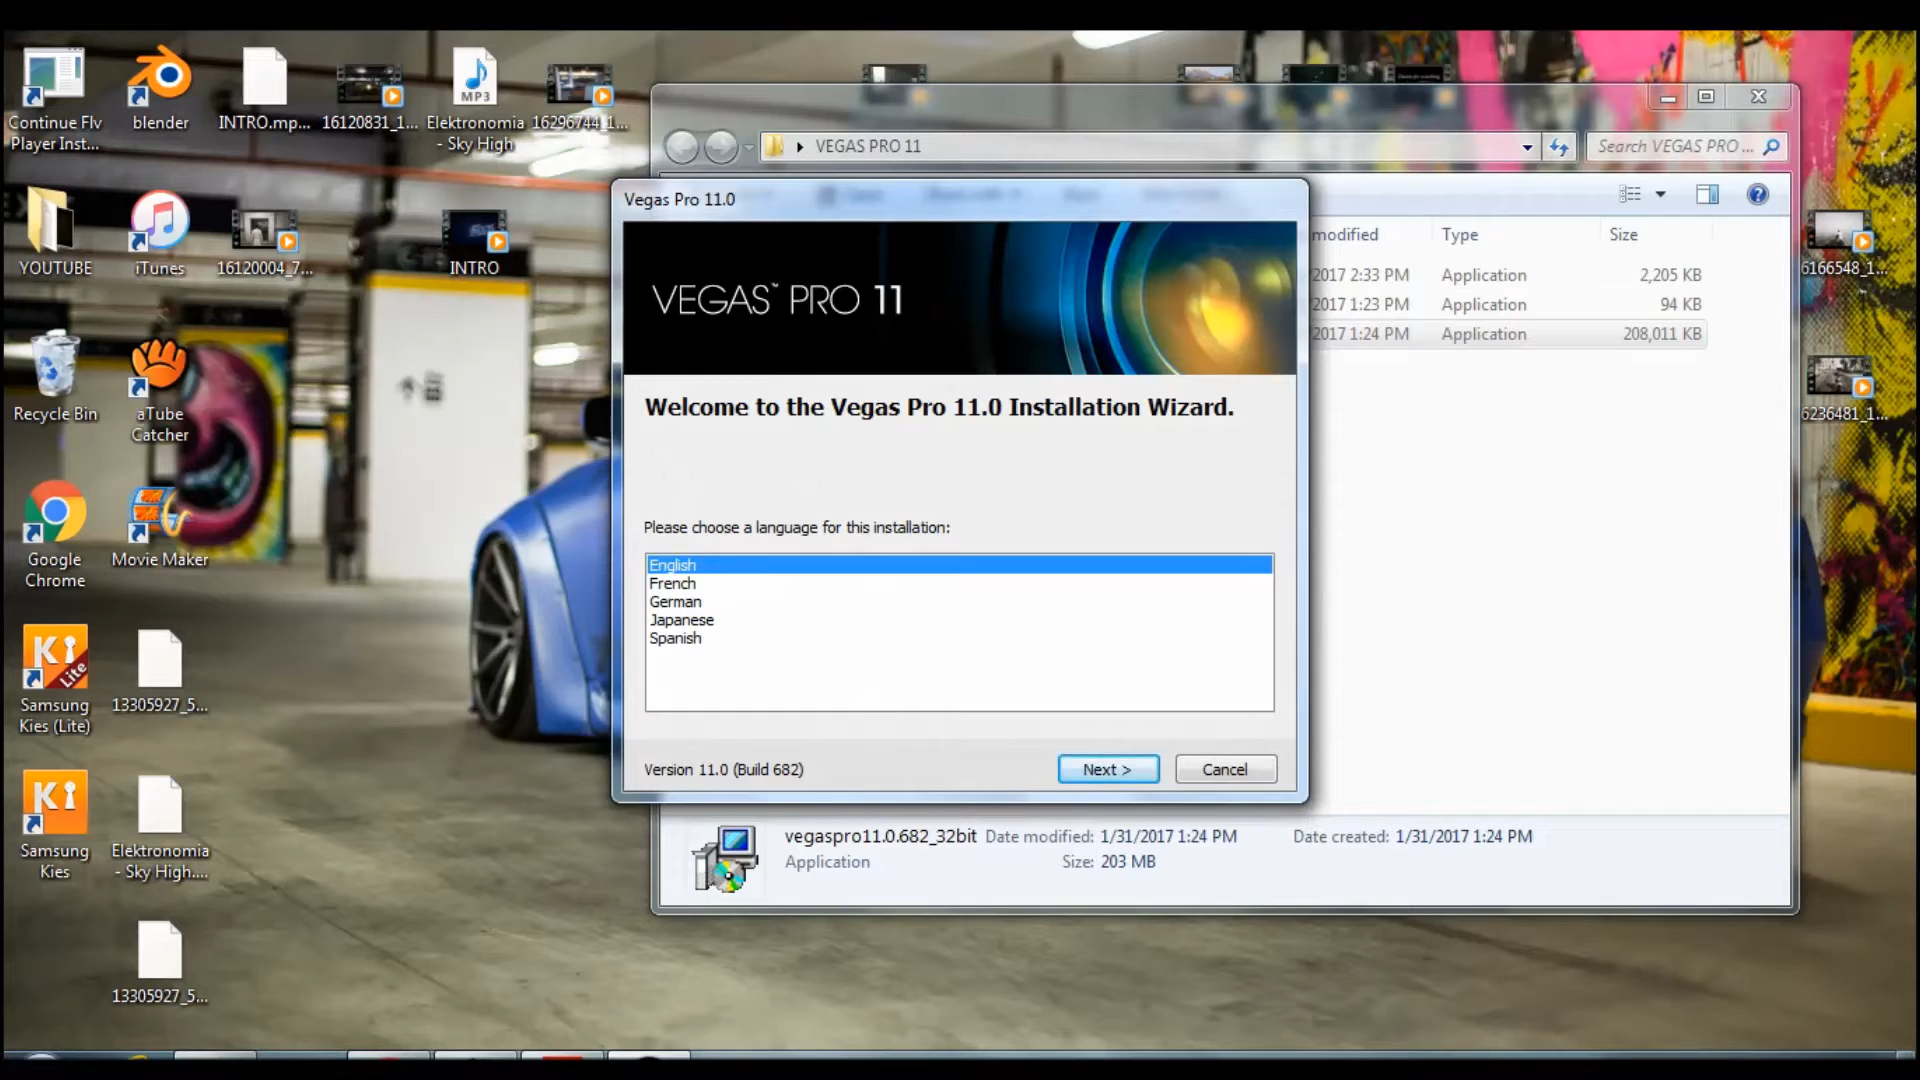 Continue Flv
Player Inst...
blender
INTRO.mp...
16120831_1...
MP3
Elektronomia
- Sky High
16296744_1...
YOUTUBE
iTunes
16120004_7...
INTRO
Recycle Bin
aTube
Catcher
Google
Chrome
Movie Maker
Ki
Lite
Samsung
Kies (Lite)
13305927_5...
Ki
Samsung
Kies
Elektronomia
- Sky High....
13305927_5...
VEGAS PRO 11
Search VEGAS PRO ...
modified
Type
Size
2017 2:33 PM
Application
2,205 KB
2017 1:23 PM
Application
94 KB
2017 1:24 PM
Application
208,011 KB
Vegas Pro 11.0
VEGAS™ PRO 11
Welcome to the Vegas Pro 11.0 Installation Wizard.
Please choose a language for this installation:
English
French
German
Japanese
Spanish
Version 11.0 (Build 682)
Next >
Cancel
vegaspro11.0.682_32bit
Date modified: 1/31/2017 1:24 PM
Date created: 1/31/2017 1:24 PM
Application
Size: 203 MB
6166548_1...
6236481_1...